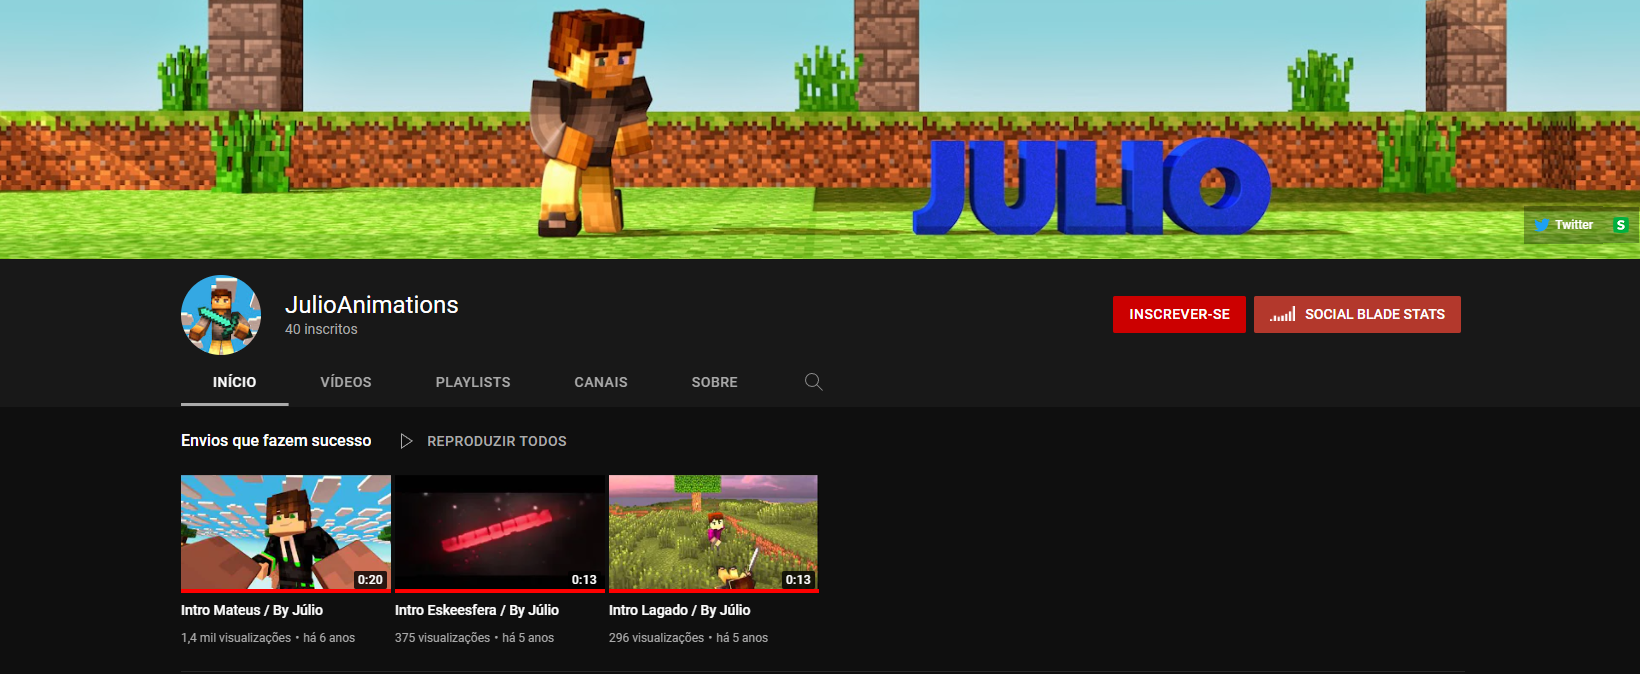 JULIO
Twitter
S
JulioAnimations
40 inscritos
INSCREVER-SE
SOCIAL BLADE STATS
INÍCIO
VÍDEOS
PLAYLISTS
CANAIS
SOBRE
Envios que fazem sucesso
REPRODUZIR TODOS
0:20
0:13
0:13
Intro Mateus / By Júlio
Intro Eskeesfera / By Júlio
Intro Lagado / By Júlio
1,4 mil visualizações • há 6 anos
375 visualizações • há 5 anos
296 visualizações • há 5 anos